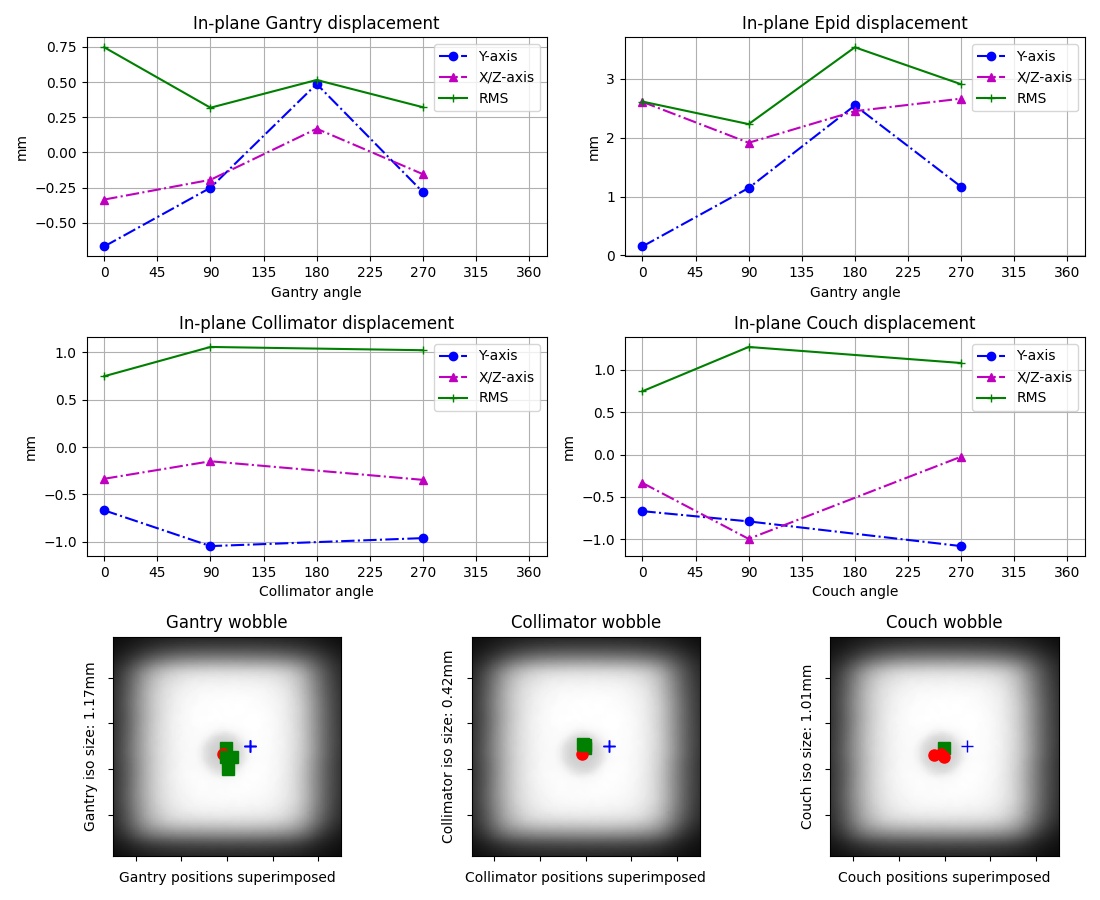 In-plane Gantry displacement
0.75
0.50
0.25
0.00
−0.25
−0.50
mm
Y-axis
X/Z-axis
RMS
0 45 90 135 180 225 270 315 360
Gantry angle
In-plane Epid displacement
3
2
1
0
mm
Y-axis
X/Z-axis
RMS
0 45 90 135 180 225 270 315 360
Gantry angle
In-plane Collimator displacement
1.0
0.5
0.0
−0.5
−1.0
mm
Y-axis
X/Z-axis
RMS
0 45 90 135 180 225 270 315 360
Collimator angle
In-plane Couch displacement
1.0
0.5
0.0
−0.5
−1.0
mm
Y-axis
X/Z-axis
RMS
0 45 90 135 180 225 270 315 360
Couch angle
Gantry wobble
Gantry iso size: 1.17mm
Gantry positions superimposed
Collimator wobble
Collimator iso size: 0.42mm
Collimator positions superimposed
Couch wobble
Couch iso size: 1.01mm
Couch positions superimposed